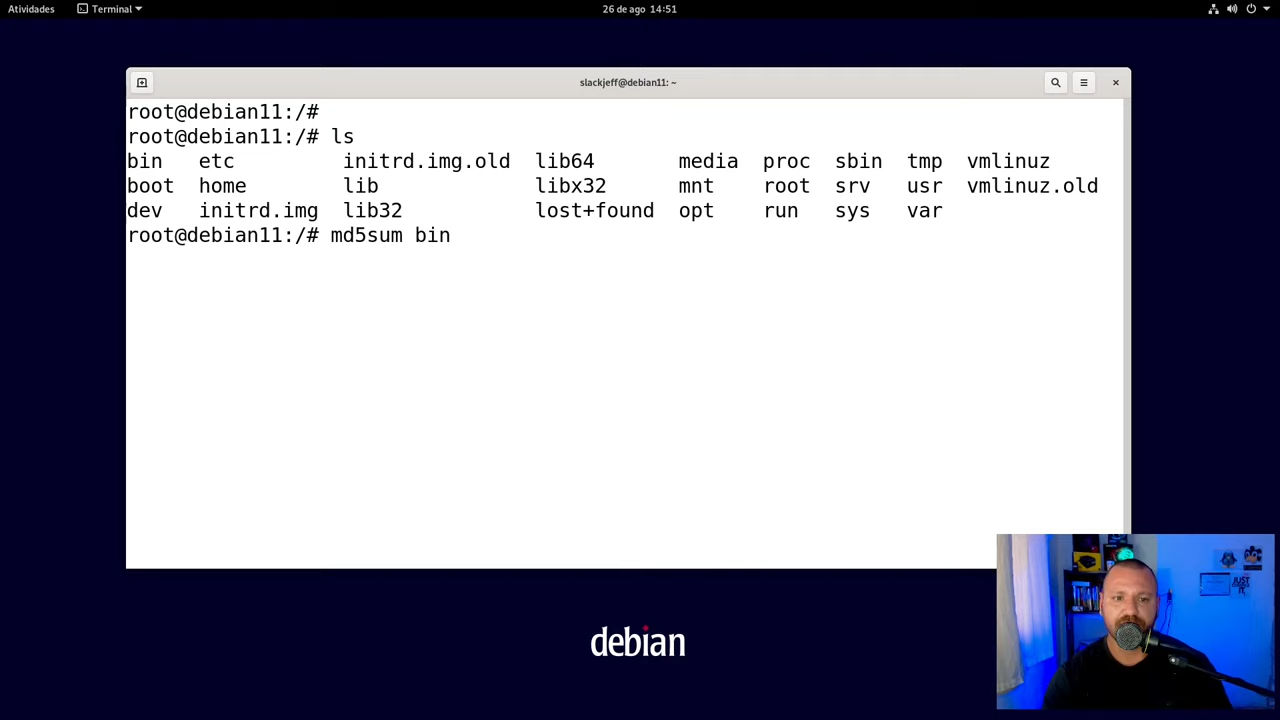 Atividades Terminal 26 de ago 14:51
slackjeff@debian11: ~
root@debian11:/#
root@debian11:/# ls
bin etc initrd.img.old lib64 media proc sbin tmp vmlinuz
boot home lib libx32 mnt root srv usr vmlinuz.old
dev initrd.img lib32 lost+found opt run sys var
root@debian11:/# md5sum bin
debian